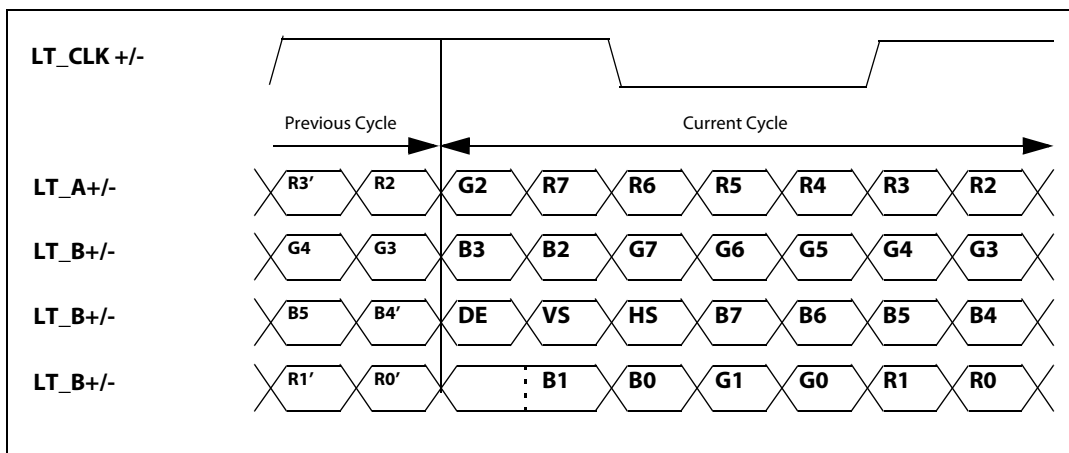 LT_CLK +/-
Previous Cycle Current Cycle
LT_A+/- R3’ R2 G2 R7 R6 R5 R4 R3 R2
LT_B+/- G4 G3 B3 B2 G7 G6 G5 G4 G3
LT_B+/- B5 B4’ DE VS HS B7 B6 B5 B4
LT_B+/- R1’ R0’ B1 B0 G1 G0 R1 R0